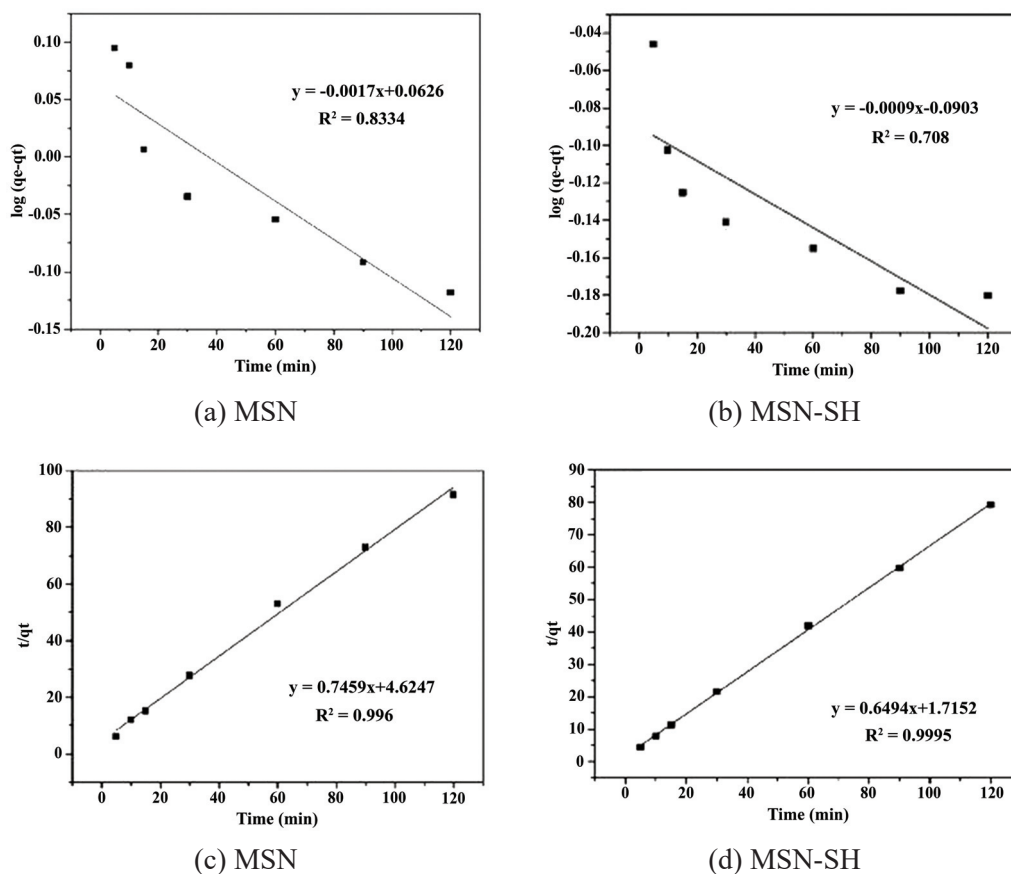 0.10
0.05
0.00
-0.05
-0.10
-0.15
log (qe-qt)
y = -0.0017x+0.0626
R² = 0.8334
0 20 40 60 80 100 120
Time (min)
(a) MSN
-0.04
-0.06
-0.08
-0.10
-0.12
-0.14
-0.16
-0.18
-0.20
log (qe-qt)
y = -0.0009x-0.0903
R² = 0.708
0 20 40 60 80 100 120
Time (min)
(b) MSN-SH
100
80
60
40
20
0
t/qt
y = 0.7459x+4.6247
R² = 0.996
0 20 40 60 80 100 120
Time (min)
(c) MSN
90
80
70
60
50
40
30
20
10
0
t/qt
y = 0.6494x+1.7152
R² = 0.9995
0 20 40 60 80 100 120
Time (min)
(d) MSN-SH